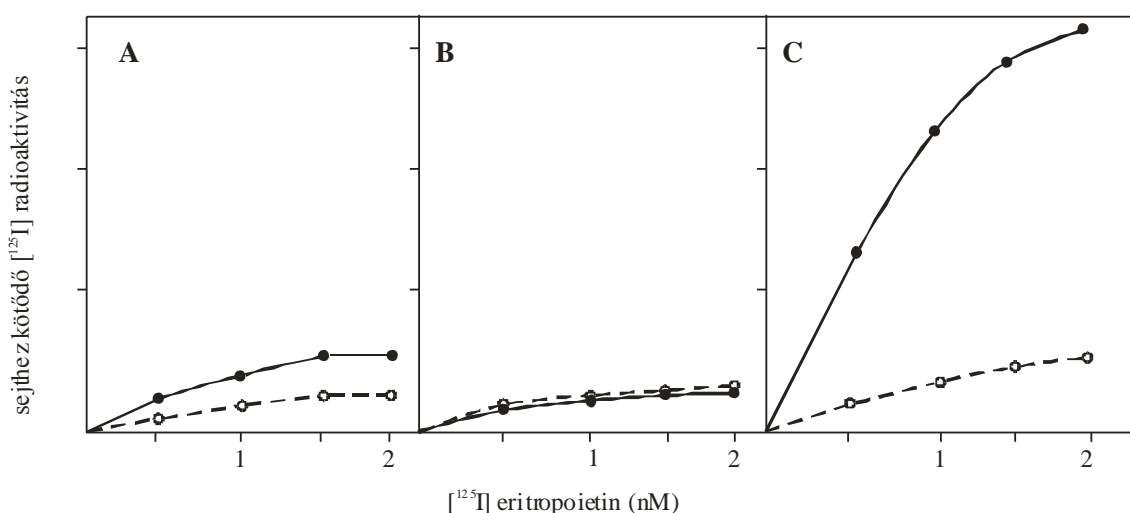 A
B
C
sejthez kötődő [¹²⁵I] radioaktivitás
1
1
1
2
2
2
[¹²⁵I] eritropoietin (nM)